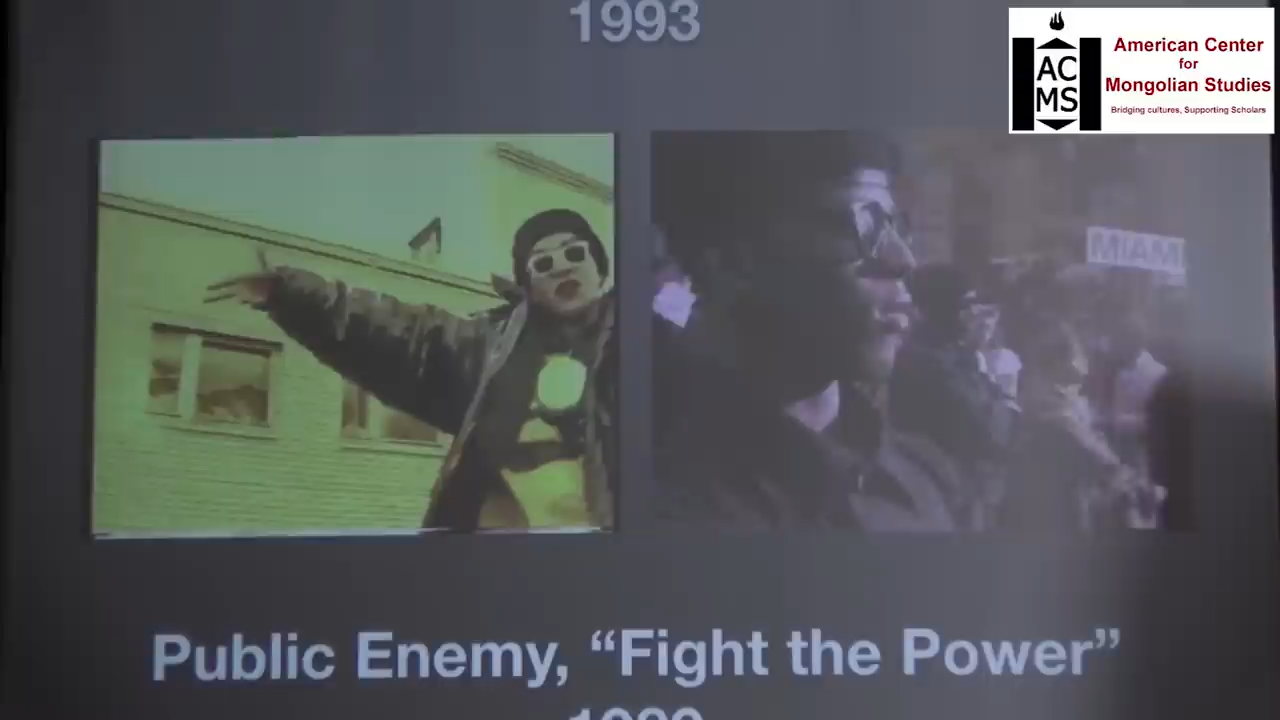 1993
American Center
for
Mongolian Studies
Bridging cultures, Supporting Scholars
AC
MS
MIAMI
Public Enemy, “Fight the Power”